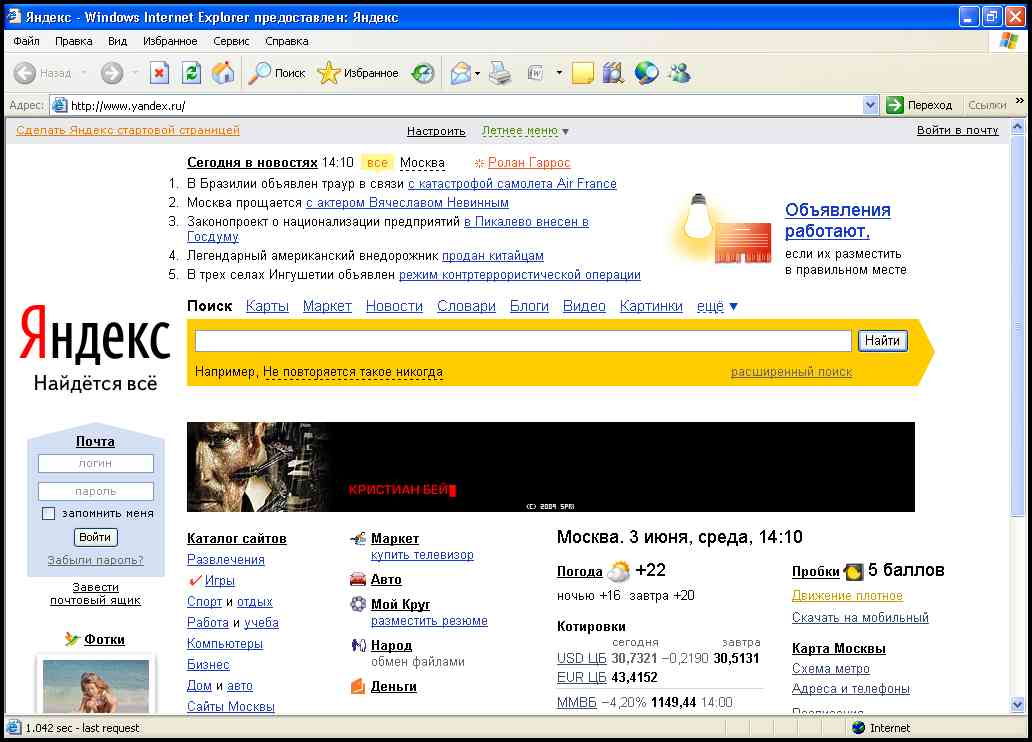 Яндекс - Windows Internet Explorer предоставлен: Яндекс
Файл Правка Вид Избранное Сервис Справка
Назад Поиск Избранное
Адрес: http://www.yandex.ru/ Переход Ссылки »
Сделать Яндекс стартовой страницей Настроить Летнее меню ▼ Войти в почту
Сегодня в новостях 14:10 все Москва Ролан Гаррос
1. В Бразилии объявлен траур в связи с катастрофой самолета Air France
2. Москва прощается с актером Вячеславом Невинным
3. Законопроект о национализации предприятий в Пикалево внесен в
Госдуму
4. Легендарный американский внедорожник продан китайцам
5. В трех селах Ингушетии объявлен режим контртеррористической операции
Объявления
работают,
если их разместить
в правильном месте
Поиск Карты Маркет Новости Словари Блоги Видео Картинки ещё ▼
Яндекс
Найдётся всё
Найти
Например, Не повторяется такое никогда расширенный поиск
Почта
логин
пароль
запомнить меня
Войти
Забыли пароль?
Завести
почтовый ящик
Фотки
КРИСТИАН БЕЙ
(C) 2009 SPRI
Каталог сайтов
Развлечения
Игры
Спорт и отдых
Работа и учеба
Компьютеры
Бизнес
Дом и авто
Сайты Москвы
Маркет
купить телевизор
Авто
Мой Круг
разместить резюме
Народ
обмен файлами
Деньги
Москва. 3 июня, среда, 14:10
Погода +22
ночью +16 завтра +20
Котировки
сегодня завтра
USD ЦБ 30,7321 −0,2190 30,5131
EUR ЦБ 43,4152
ММВБ −4,20% 1149,44 14:00
Пробки 5 баллов
Движение плотное
Скачать на мобильный
Карта Москвы
Схема метро
Адреса и телефоны
1.042 sec - last request Internet